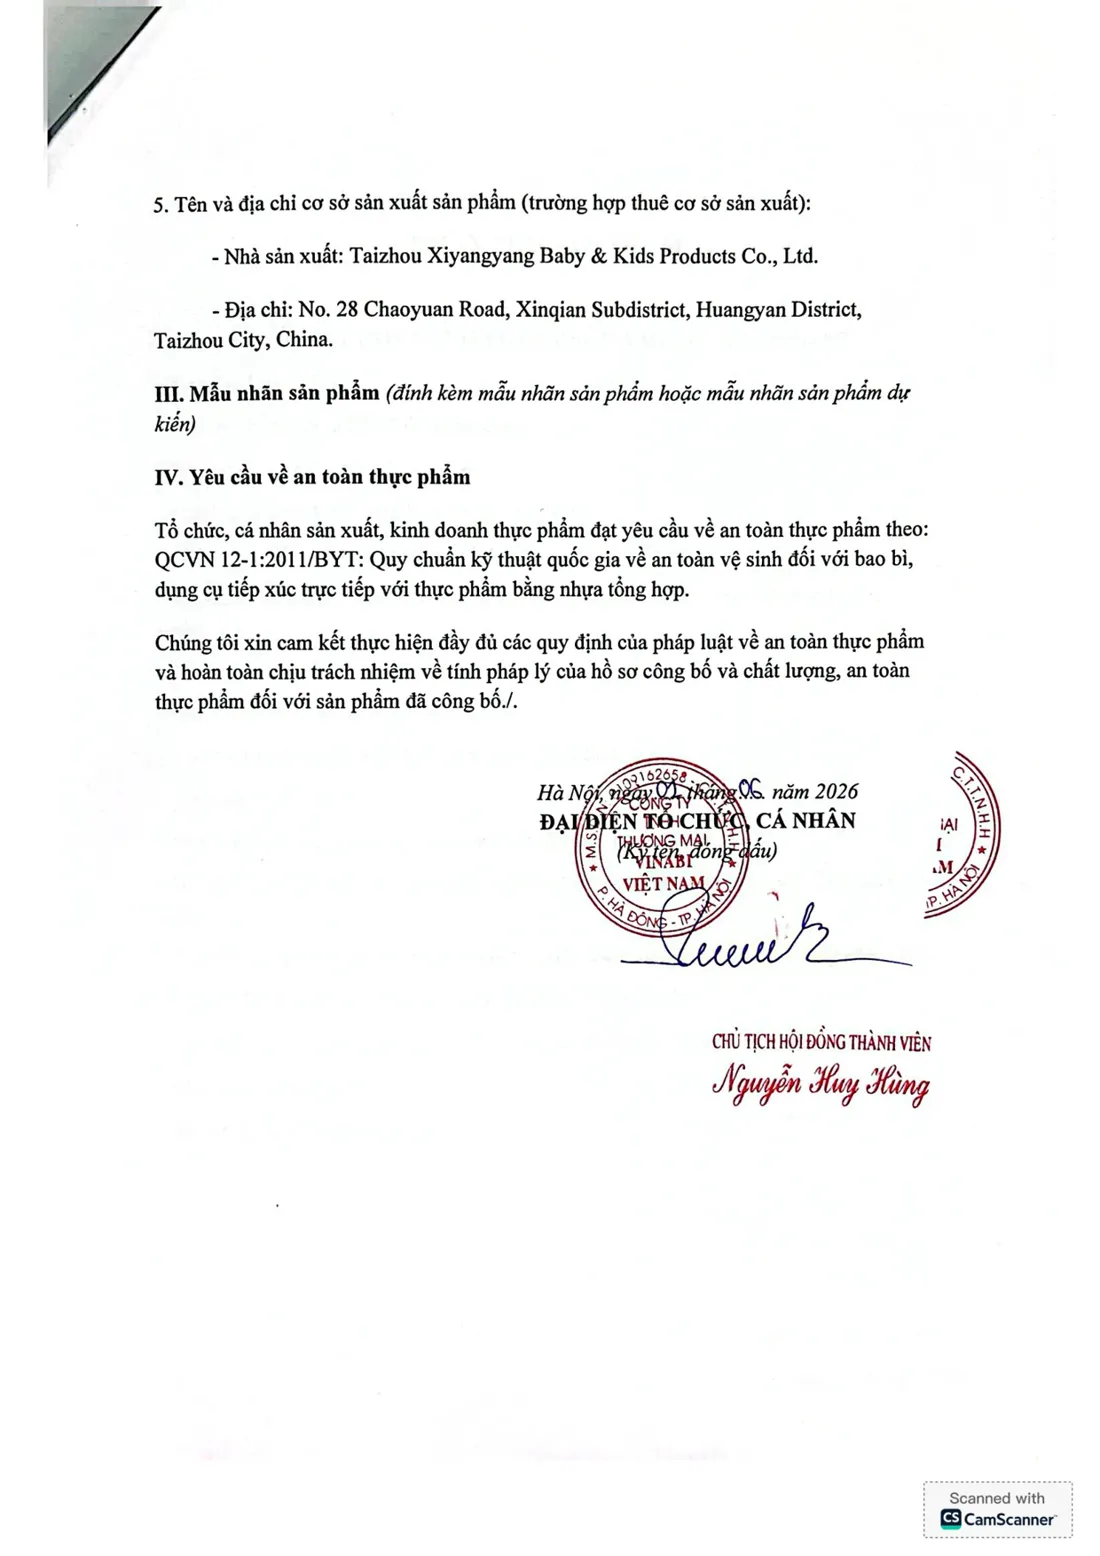 5. Tên và địa chỉ cơ sở sản xuất sản phẩm (trường hợp thuê cơ sở sản xuất):
- Nhà sản xuất: Taizhou Xiyangyang Baby & Kids Products Co., Ltd.
- Địa chỉ: No. 28 Chaoyuan Road, Xinqian Subdistrict, Huangyan District,
Taizhou City, China.
III. Mẫu nhãn sản phẩm (đính kèm mẫu nhãn sản phẩm hoặc mẫu nhãn sản phẩm dự
kiến)
IV. Yêu cầu về an toàn thực phẩm
Tổ chức, cá nhân sản xuất, kinh doanh thực phẩm đạt yêu cầu về an toàn thực phẩm theo:
QCVN 12-1:2011/BYT: Quy chuẩn kỹ thuật quốc gia về an toàn vệ sinh đối với bao bì,
dụng cụ tiếp xúc trực tiếp với thực phẩm bằng nhựa tổng hợp.
Chúng tôi xin cam kết thực hiện đầy đủ các quy định của pháp luật về an toàn thực phẩm
và hoàn toàn chịu trách nhiệm về tính pháp lý của hồ sơ công bố và chất lượng, an toàn
thực phẩm đối với sản phẩm đã công bố./.
Hà Nội, ngày tháng 06. năm 2026
ĐẠI DIỆN TỔ CHỨC, CÁ NHÂN
(Ký tên, đóng dấu)
CÔNG TY
TNHH
THƯƠNG MẠI
VINABI
VIỆT NAM
P. HÀ ĐÔNG - TP. HÀ NỘI
C.T.T.N.H.H
ẠI
I
.M
TP. HÀ NỘI
CHỦ TỊCH HỘI ĐỒNG THÀNH VIÊN
Nguyễn Huy Hùng
Scanned with
CS CamScanner